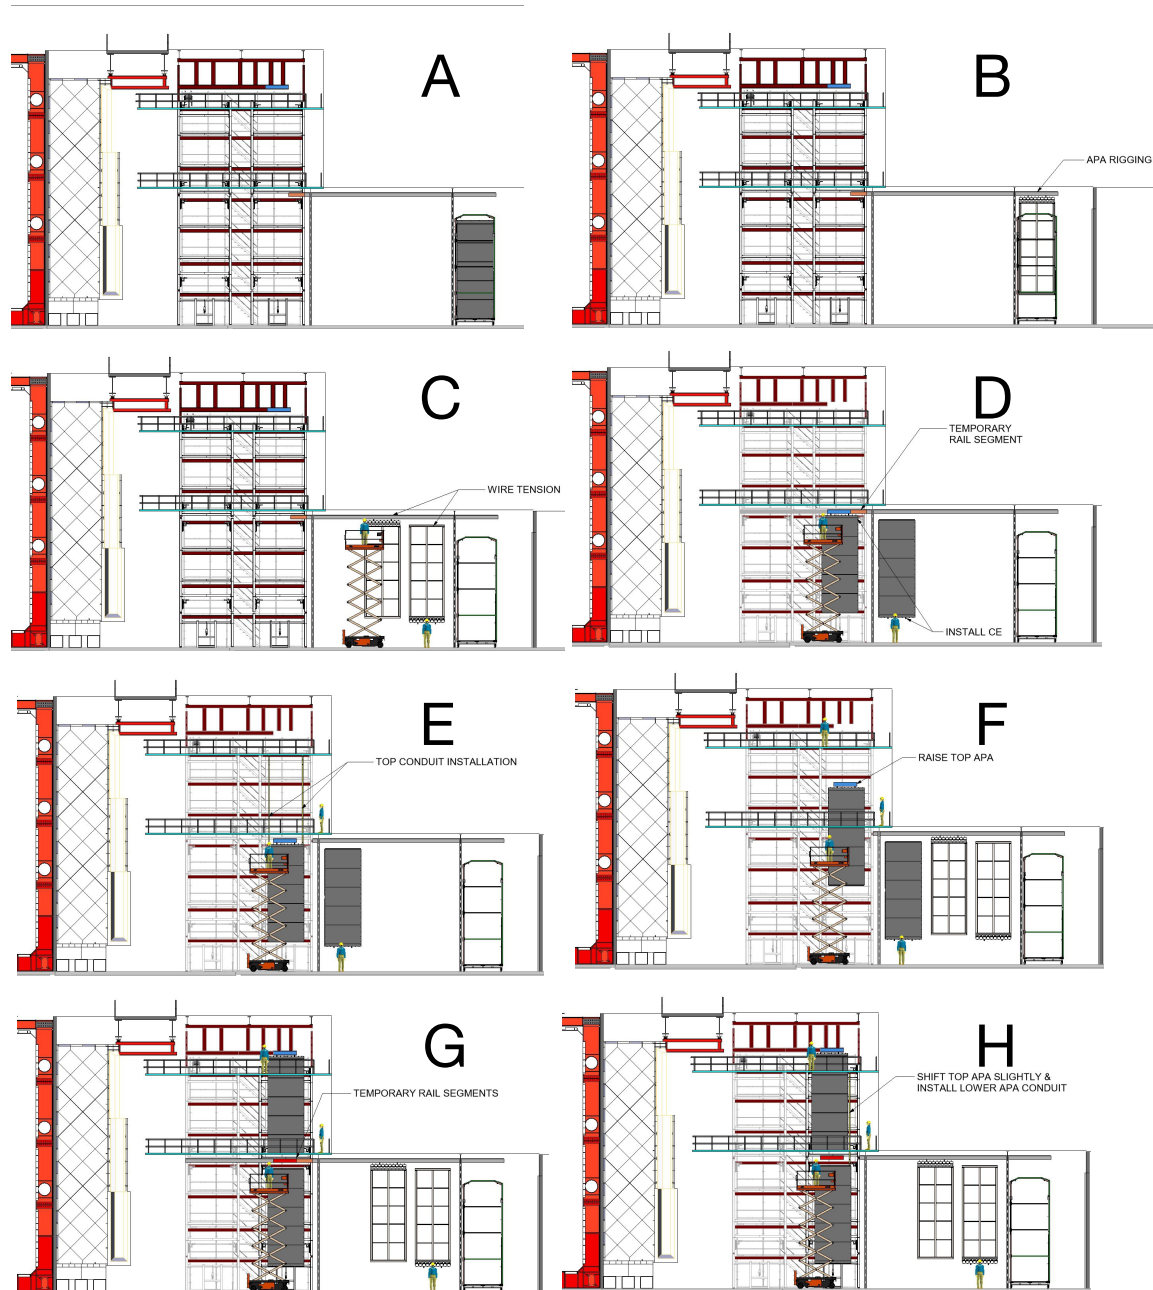 A
B
APA RIGGING
C
WIRE TENSION
D
TEMPORARY
RAIL SEGMENT
INSTALL CE
E
TOP CONDUIT INSTALLATION
F
RAISE TOP APA
G
TEMPORARY RAIL SEGMENTS
H
SHIFT TOP APA SLIGHTLY &
INSTALL LOWER APA CONDUIT